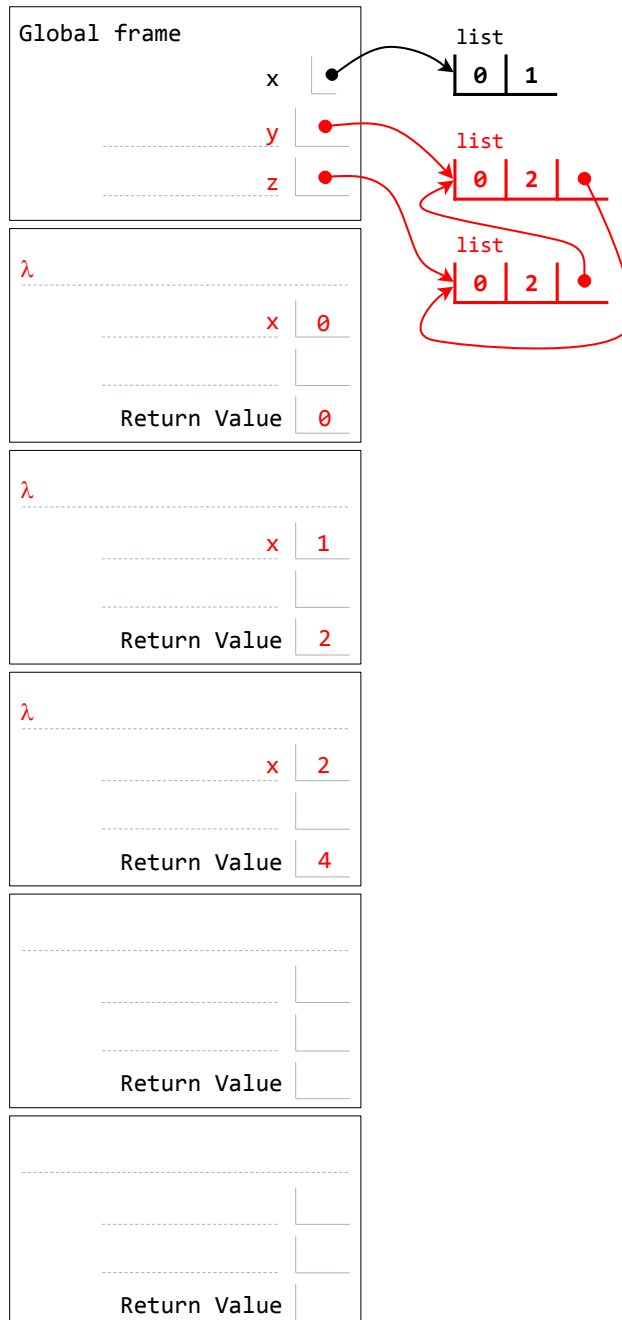 Global frame
list
x 0 1
list
y
z 0 2
list
λ
0 2
x 0
Return Value 0
λ
x 1
Return Value 2
λ
x 2
Return Value 4
Return Value
Return Value